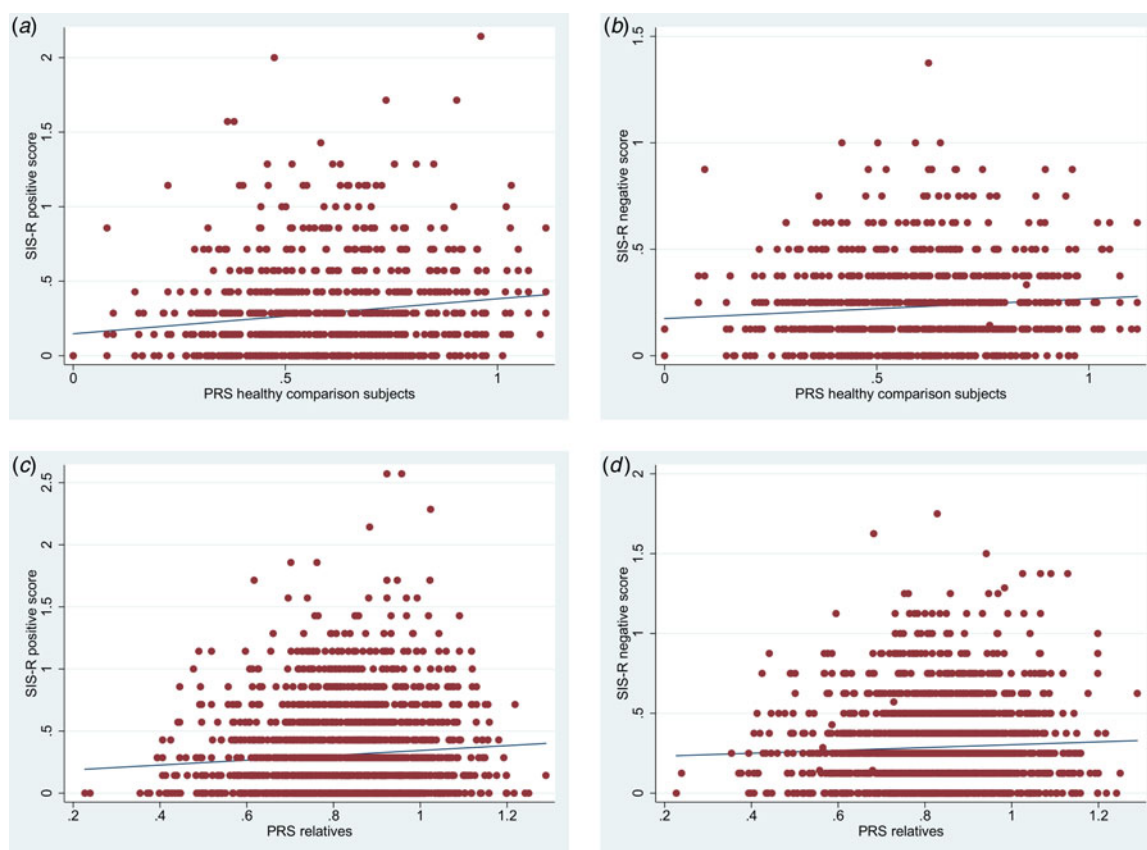 (a)
SIS-R positive score
0 .5 1 1.5 2
0 .5 1
PRS healthy comparison subjects
(b)
SIS-R negative score
0 .5 1 1.5
0 .5 1
PRS healthy comparison subjects
(c)
SIS-R positive score
0 .5 1 1.5 2 2.5
.2 .4 .6 .8 1 1.2
PRS relatives
(d)
SIS-R negative score
0 .5 1 1.5 2
.2 .4 .6 .8 1 1.2
PRS relatives